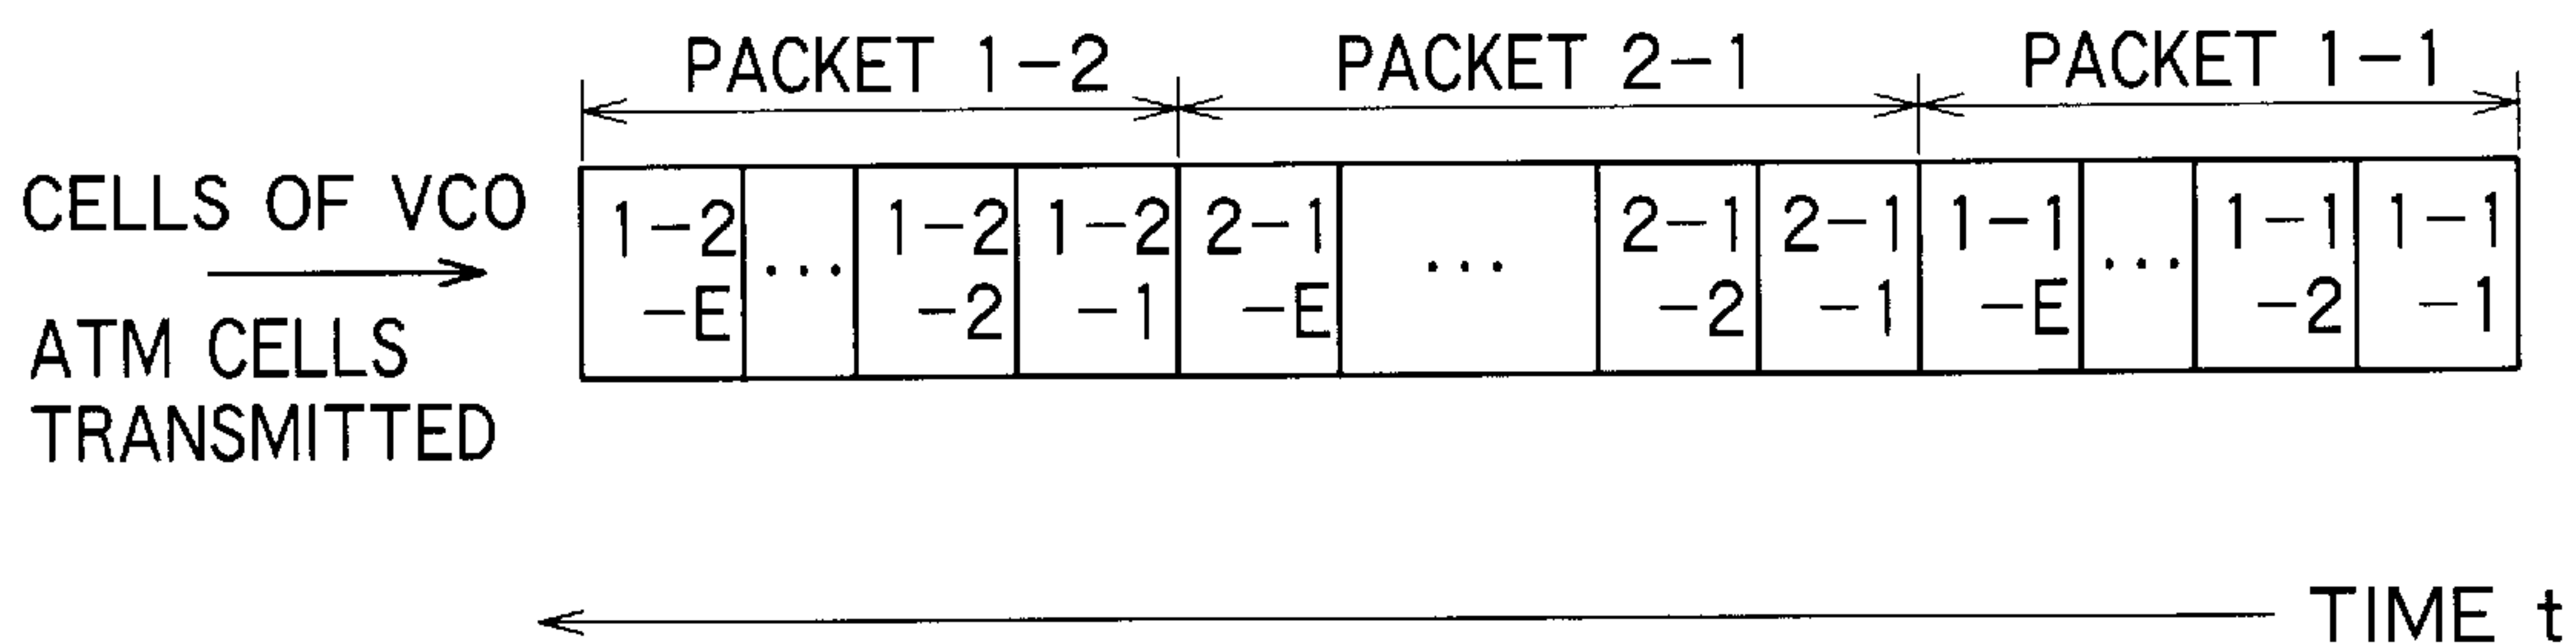 PACKET 1-2 PACKET 2-1 PACKET 1-1
CELLS OF VCO
ATM CELLS
TRANSMITTED
1-2 ... 1-2 1-2 2-1 ... 2-1 2-1 1-1 ... 1-1 1-1
-E -2 -1 -E -2 -1 -E -2 -1
TIME t